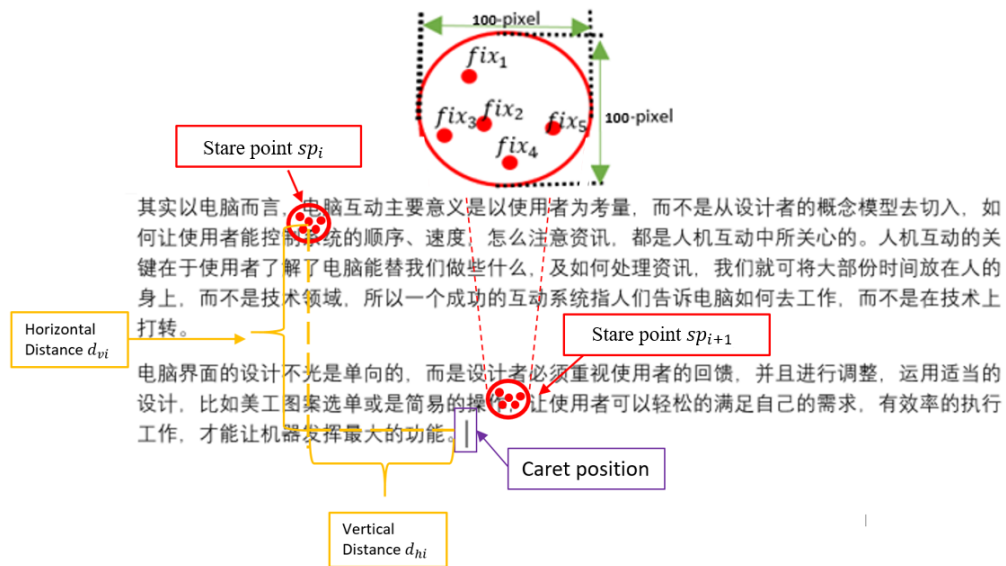 100-pixel
fix₁
fix₂
fix₃
fix₅
100-pixel
fix₄
Stare point spᵢ
其实以电脑而言，电脑互动主要意义是以使用者为考量，而不是从设计者的概念模型去切入，如
何让使用者能控制系统的顺序、速度，怎么注意资讯，都是人机互动中所关心的。人机互动的关
键在于使用者了解了电脑能替我们做些什么，及如何处理资讯，我们就可将大部份时间放在人的
身上，而不是技术领域，所以一个成功的互动系统指人们告诉电脑如何去工作，而不是在技术上
打转。
Horizontal
Distance dᵥᵢ
Stare point spᵢ₊₁
电脑界面的设计不光是单向的，而是设计者必须重视使用者的回馈，并且进行调整，运用适当的
设计，比如美工图案选单或是简易的操作，让使用者可以轻松的满足自己的需求，有效率的执行
工作，才能让机器发挥最大的功能。
Caret position
Vertical
Distance dₕᵢ